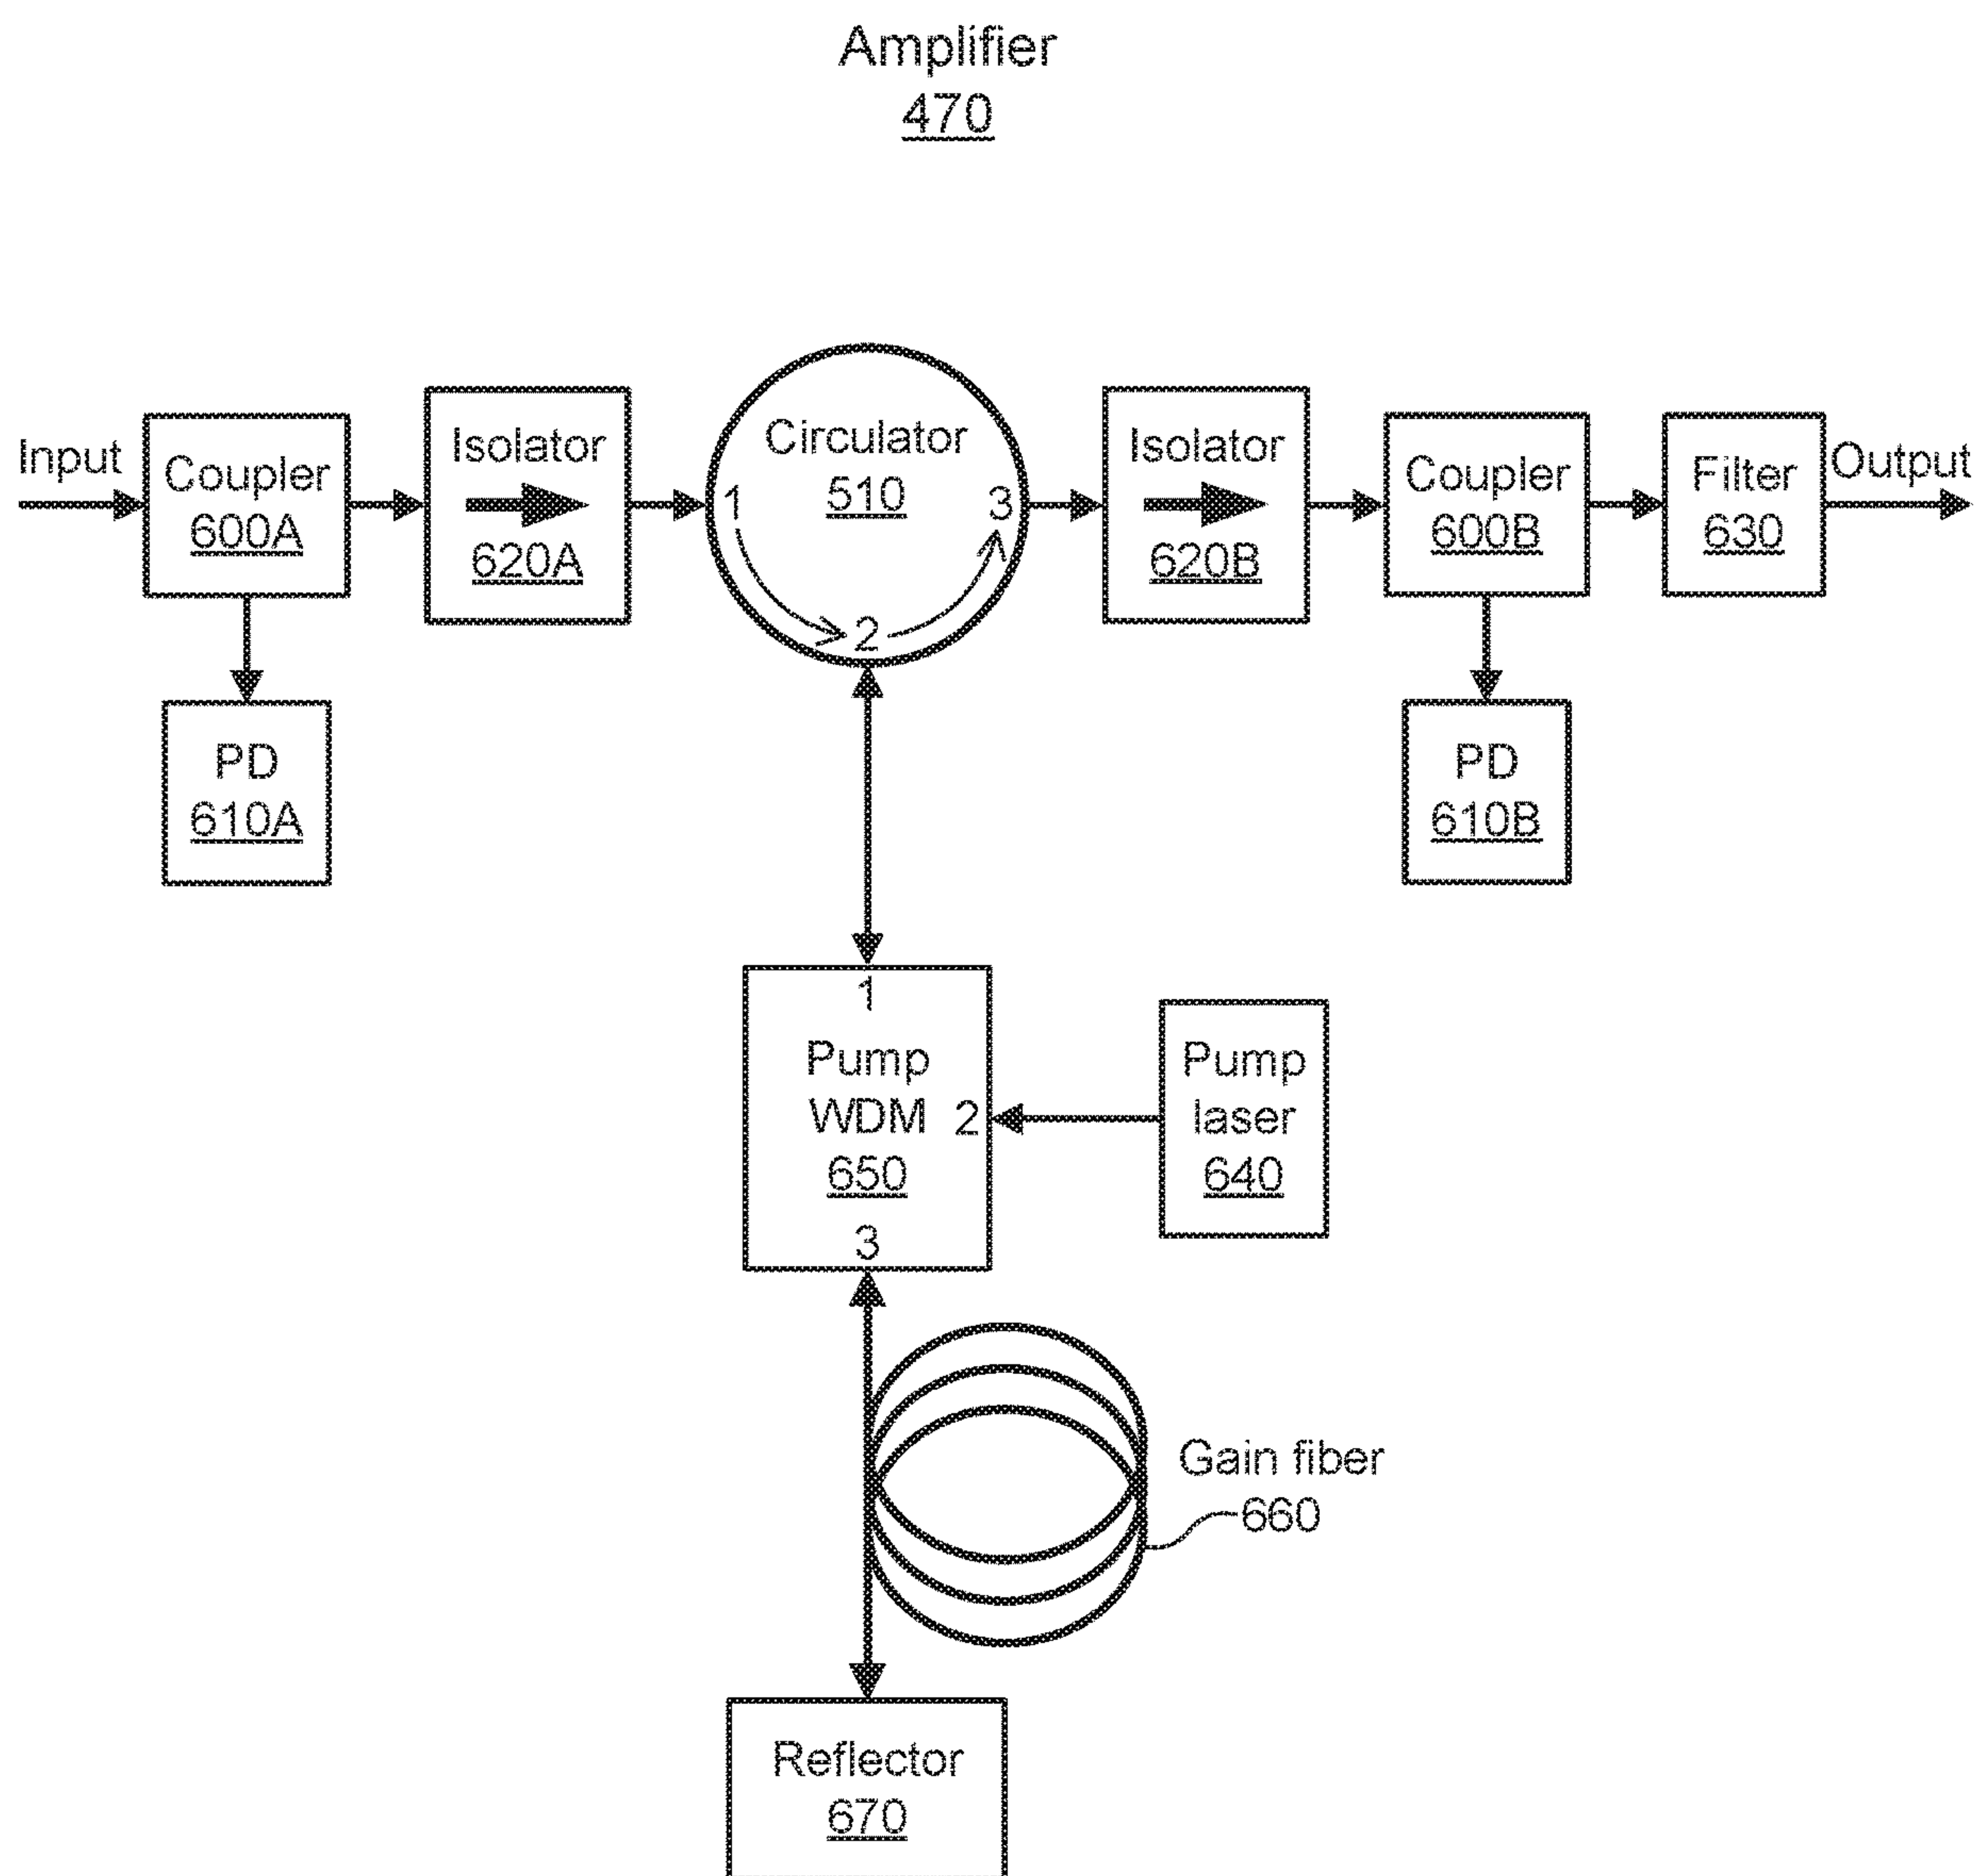 Amplifier
470
Input
Coupler
600A
Isolator
620A
Circulator
510
1
2
3
Isolator
620B
Coupler
600B
Filter
630
Output
PD
610A
PD
610B
1
Pump
WDM
650
2
3
Pump
laser
640
Gain fiber
660
Reflector
670